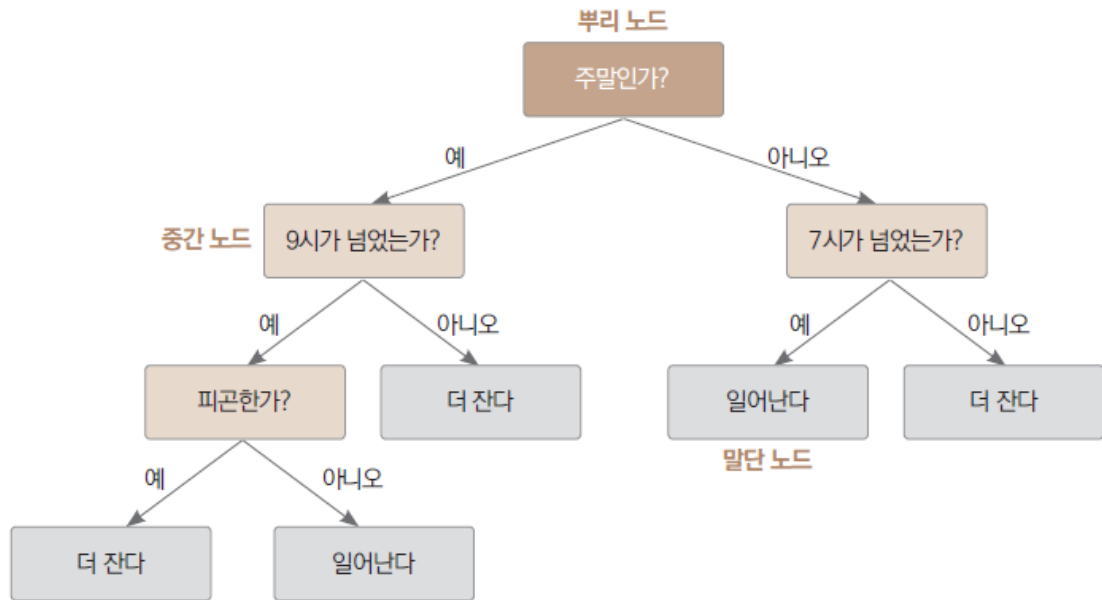 뿌리 노드
주말인가?
예
아니오
중간 노드
9시가 넘었는가?
7시가 넘었는가?
예
아니오
예
아니오
피곤한가?
더 잔다
일어난다
더 잔다
말단 노드
예
아니오
더 잔다
일어난다